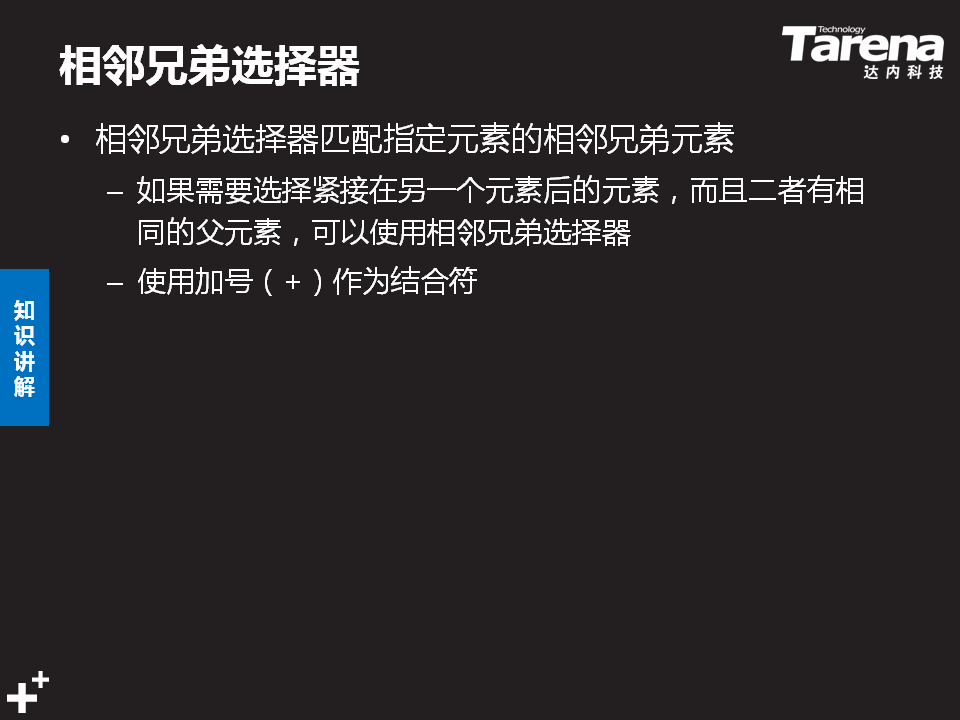 相邻兄弟选择器
Technology
Tarena
达内科技
• 相邻兄弟选择器匹配指定元素的相邻兄弟元素
– 如果需要选择紧接在另一个元素后的元素，而且二者有相
同的父元素，可以使用相邻兄弟选择器
– 使用加号（+）作为结合符
知
识
讲
解